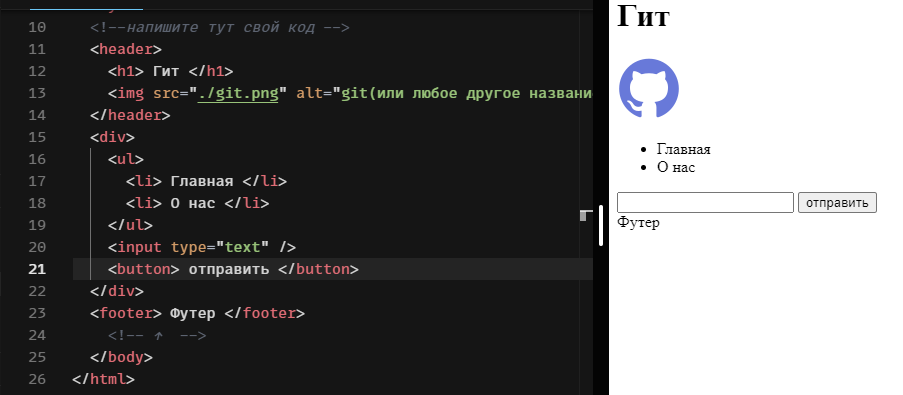 10 <!--напишите тут свой код -->
11 <header>
12 <h1> Гит </h1>
13 <img src="./git.png" alt="git(или любое другое название
14 </header>
15 <div>
16 <ul>
17 <li> Главная </li>
18 <li> О нас </li>
19 </ul>
20 <input type="text" />
21 <button> отправить </button>
22 </div>
23 <footer> Футер </footer>
24 <!-- ↑ -->
25 </body>
26 </html>
Гит
• Главная
• О нас
отправить
Футер